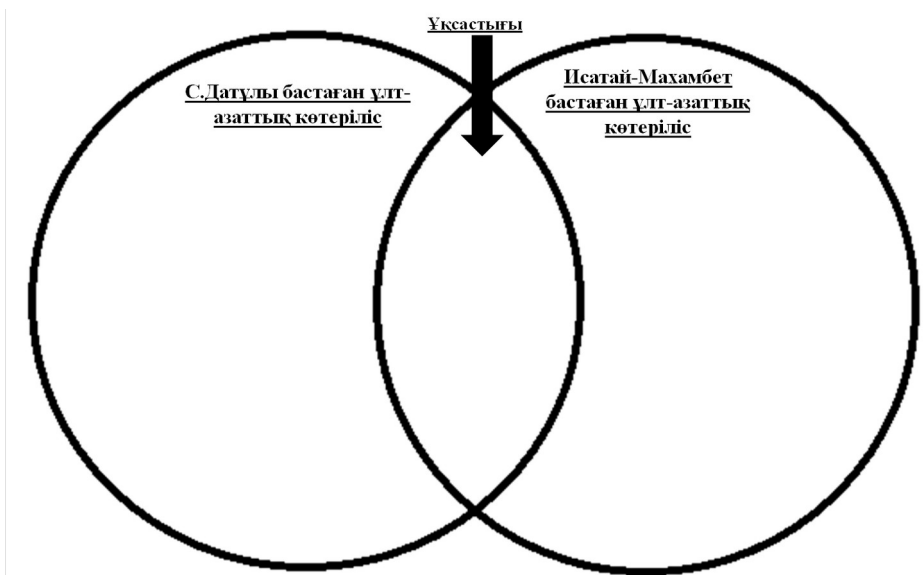 Ұқсастығы
С.Датұлы бастаған ұлт-
азаттық көтеріліс
Исатай-Махамбет
бастаған ұлт-азаттық
көтеріліс